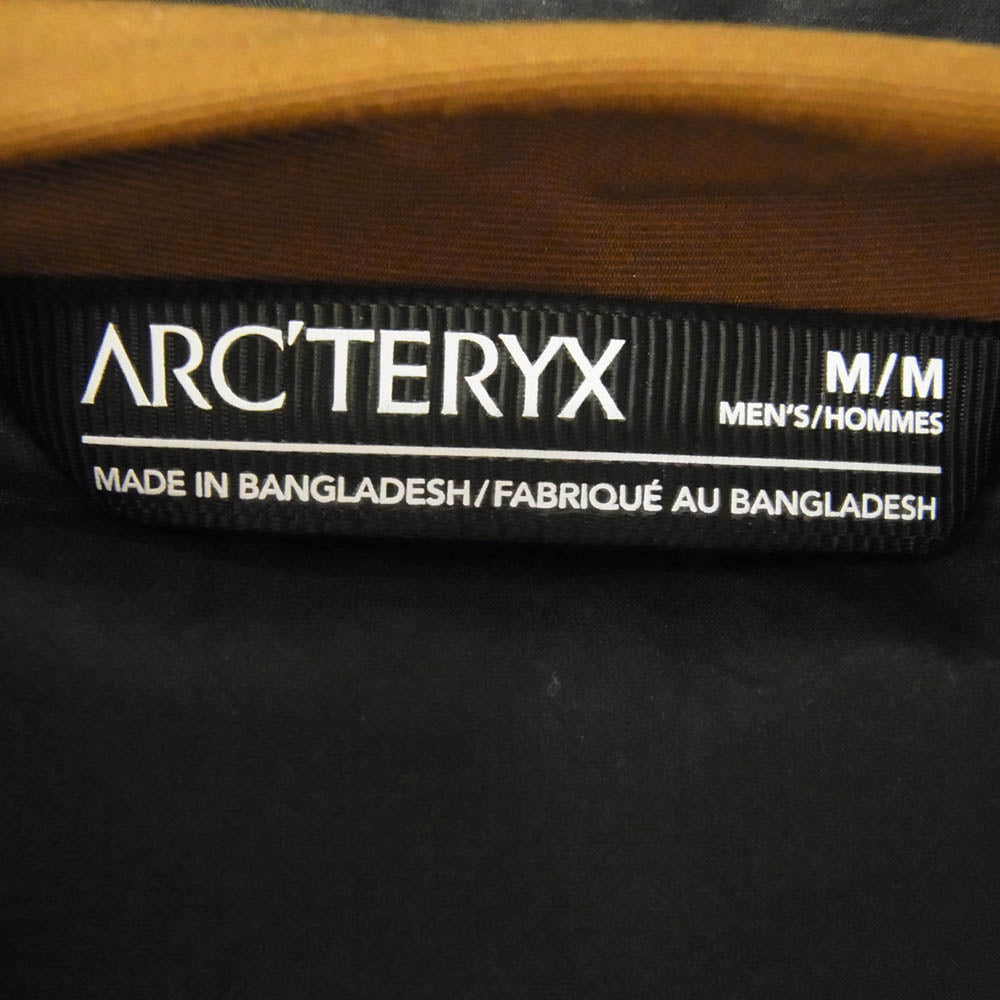 ARC'TERYX
M/M
MEN'S/HOMMES
MADE IN BANGLADESH/FABRIQUÉ AU BANGLADESH